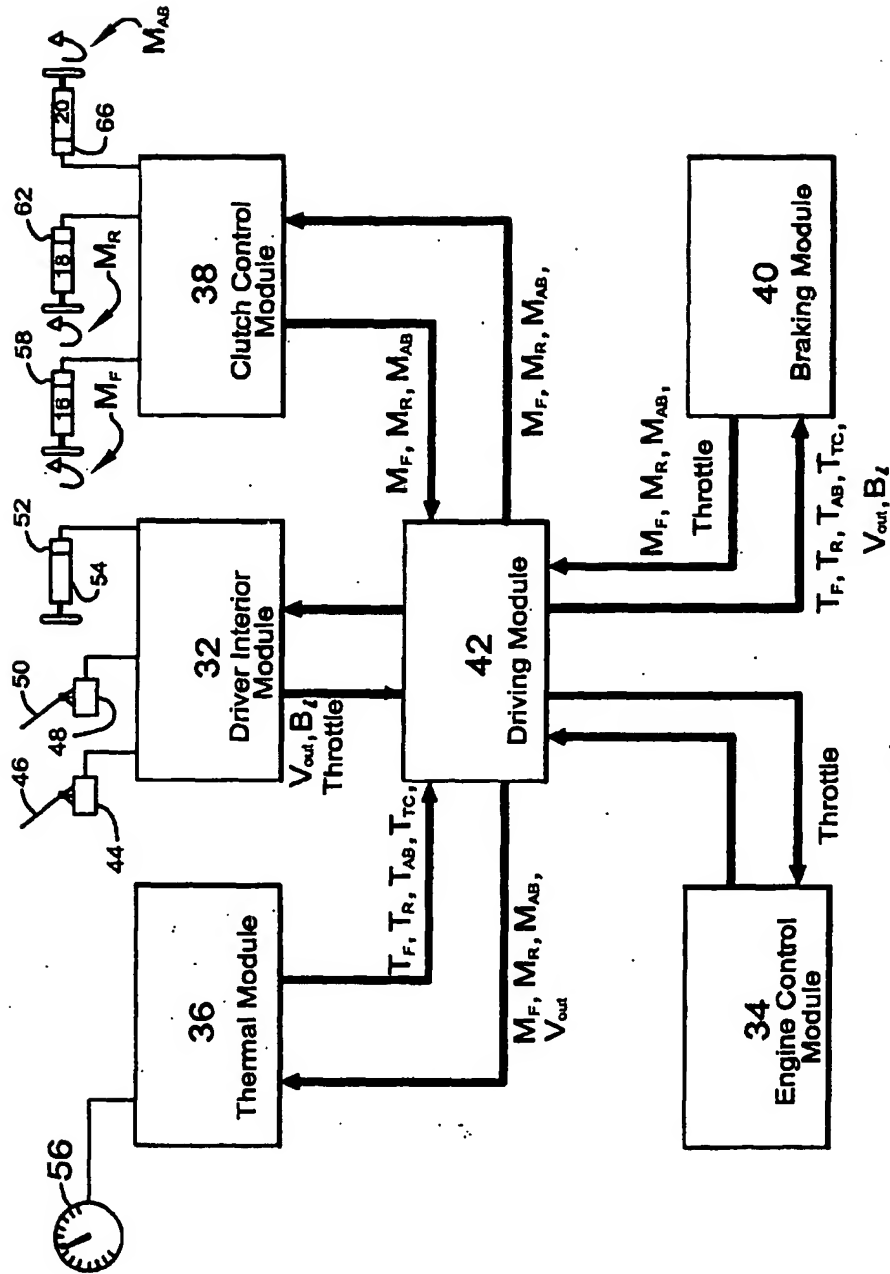 56
46
44
50
48
52
54
58
16
M_F
62
18
M_R
20
66
M_AB
36
Thermal Module
32
Driver Interior
Module
38
Clutch Control
Module
T_F, T_R, T_AB, T_TC,
V_out, B_ℓ
Throttle
M_F, M_R, M_AB
M_F, M_R, M_AB,
V_out
42
Driving Module
M_F, M_R, M_AB,
M_F, M_R, M_AB,
Throttle
Throttle
T_F, T_R, T_AB, T_TC,
V_out, B_ℓ
34
Engine Control
Module
40
Braking Module